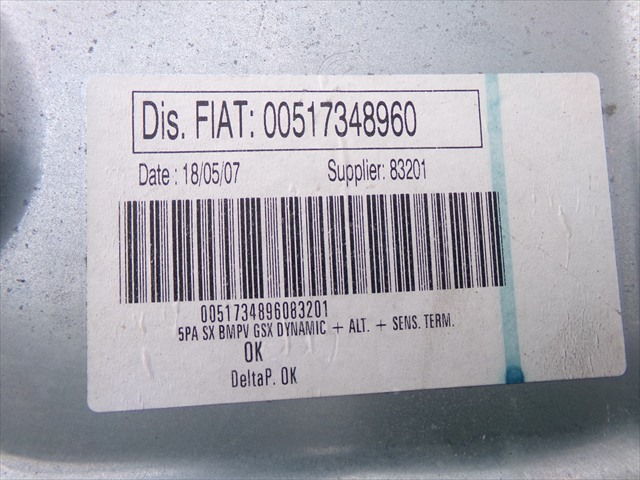 Dis. FIAT: 00517348960
Date : 18/05/07 Supplier: 83201
0051734896083201
5PA SX BMPV GSX DYNAMIC + ALT. + SENS. TERM.
OK
DeltaP. OK